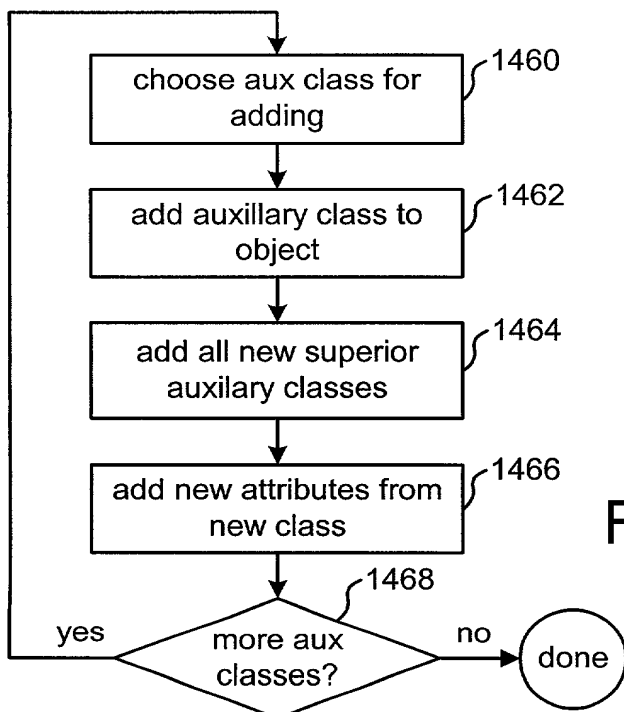 choose aux class for
adding
1460
add auxillary class to
object
1462
add all new superior
auxilary classes
1464
add new attributes from
new class
1466
F
1468
yes
more aux
classes?
no
done